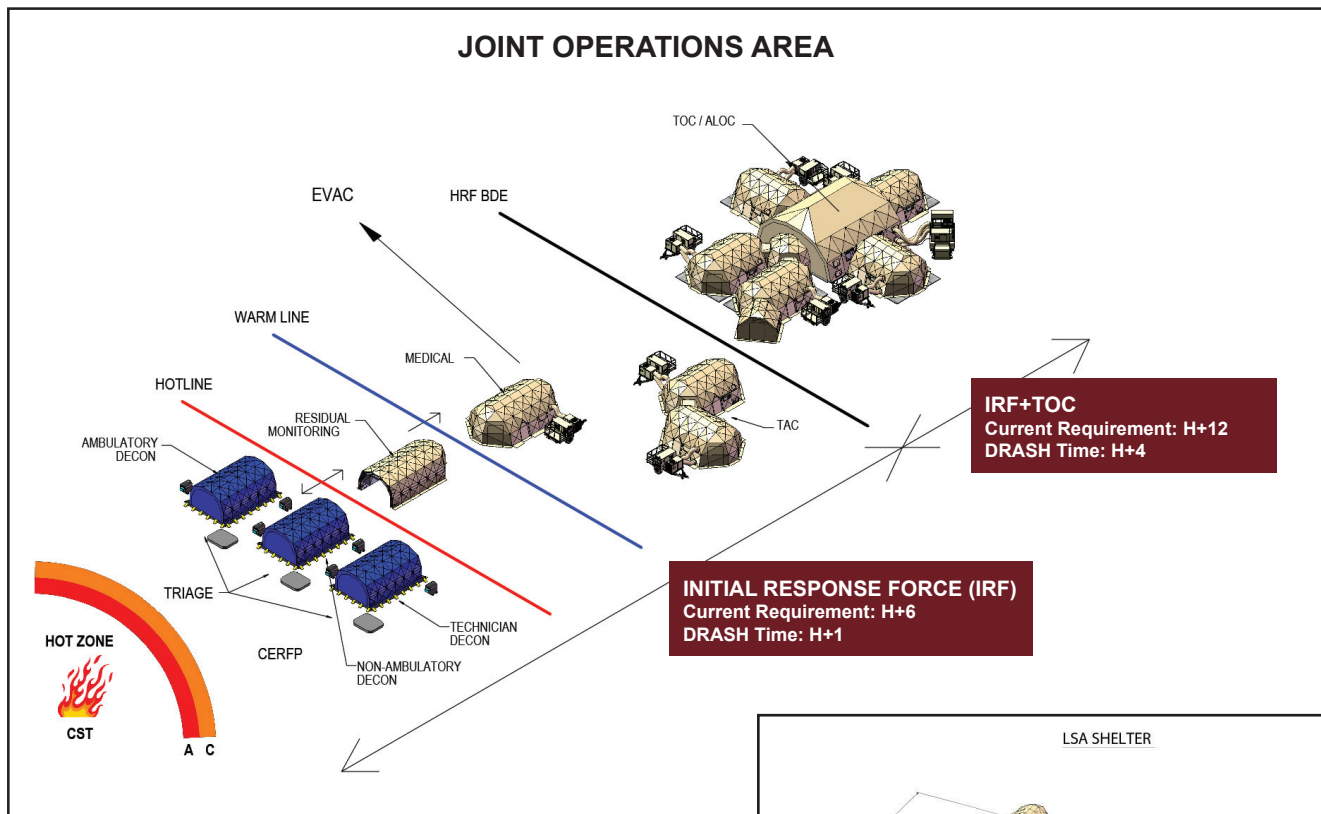 JOINT OPERATIONS AREA
TOC / ALOC
EVAC
HRF BDE
WARM LINE
MEDICAL
HOTLINE
RESIDUAL
MONITORING
TAC
AMBULATORY
DECON
IRF+TOC
Current Requirement: H+12
DRASH Time: H+4
INITIAL RESPONSE FORCE (IRF)
Current Requirement: H+6
DRASH Time: H+1
TRIAGE
TECHNICIAN
DECON
HOT ZONE
CERFP
NON-AMBULATORY
DECON
CST
A C
LSA SHELTER